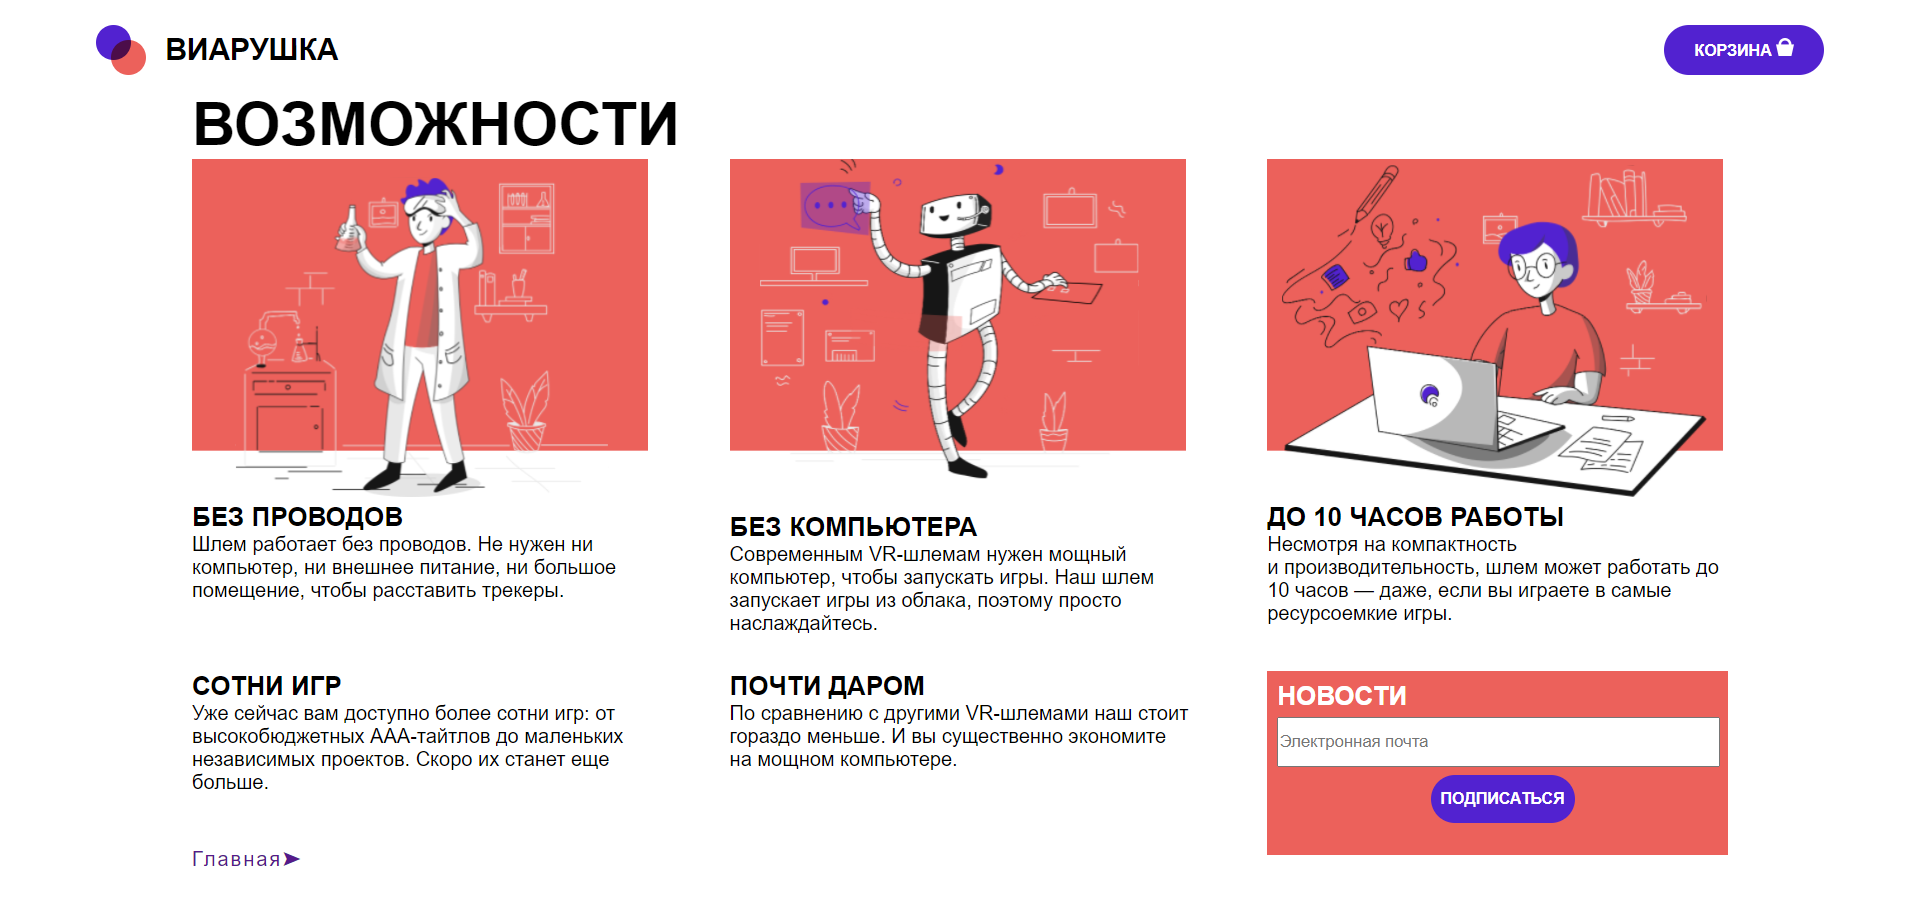 ВИАРУШКА
КОРЗИНА
ВОЗМОЖНОСТИ
БЕЗ ПРОВОДОВ
Шлем работает без проводов. Не нужен ни
компьютер, ни внешнее питание, ни большое
помещение, чтобы расставить трекеры.
БЕЗ КОМПЬЮТЕРА
Современным VR-шлемам нужен мощный
компьютер, чтобы запускать игры. Наш шлем
запускает игры из облака, поэтому просто
наслаждайтесь.
ДО 10 ЧАСОВ РАБОТЫ
Несмотря на компактность
и производительность, шлем может работать до
10 часов — даже, если вы играете в самые
ресурсоемкие игры.
СОТНИ ИГР
Уже сейчас вам доступно более сотни игр: от
высокобюджетных ААА-тайтлов до маленьких
независимых проектов. Скоро их станет еще
больше.
ПОЧТИ ДАРОМ
По сравнению с другими VR-шлемами наш стоит
гораздо меньше. И вы существенно экономите
на мощном компьютере.
НОВОСТИ
Электронная почта
ПОДПИСАТЬСЯ
Главная➤